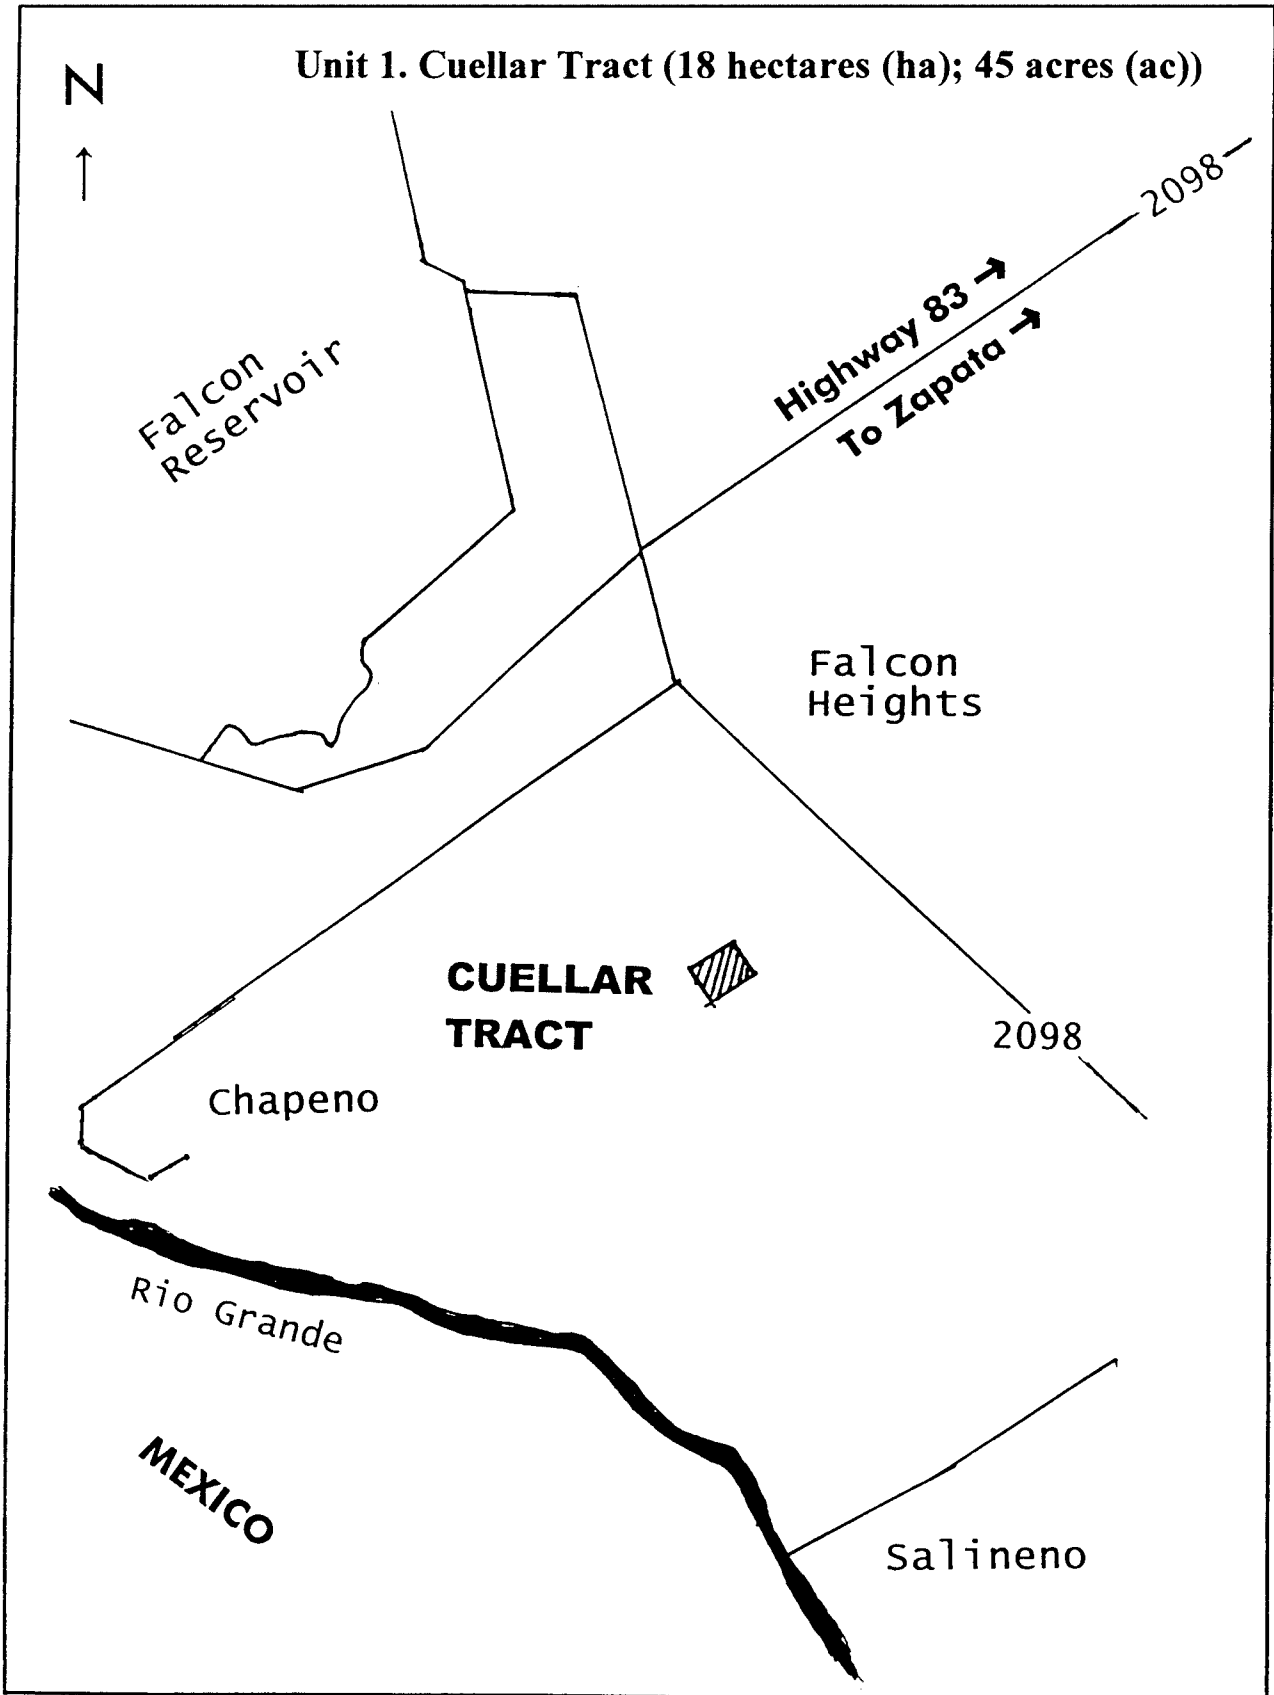 Unit 1. Cuellar Tract (18 hectares (ha); 45 acres (ac))
N
2098
Highway 83
To Zapata
Falcon
Reservoir
Falcon
Heights
CUELLAR
TRACT
2098
Chapeno
Rio Grande
MEXICO
Salineno